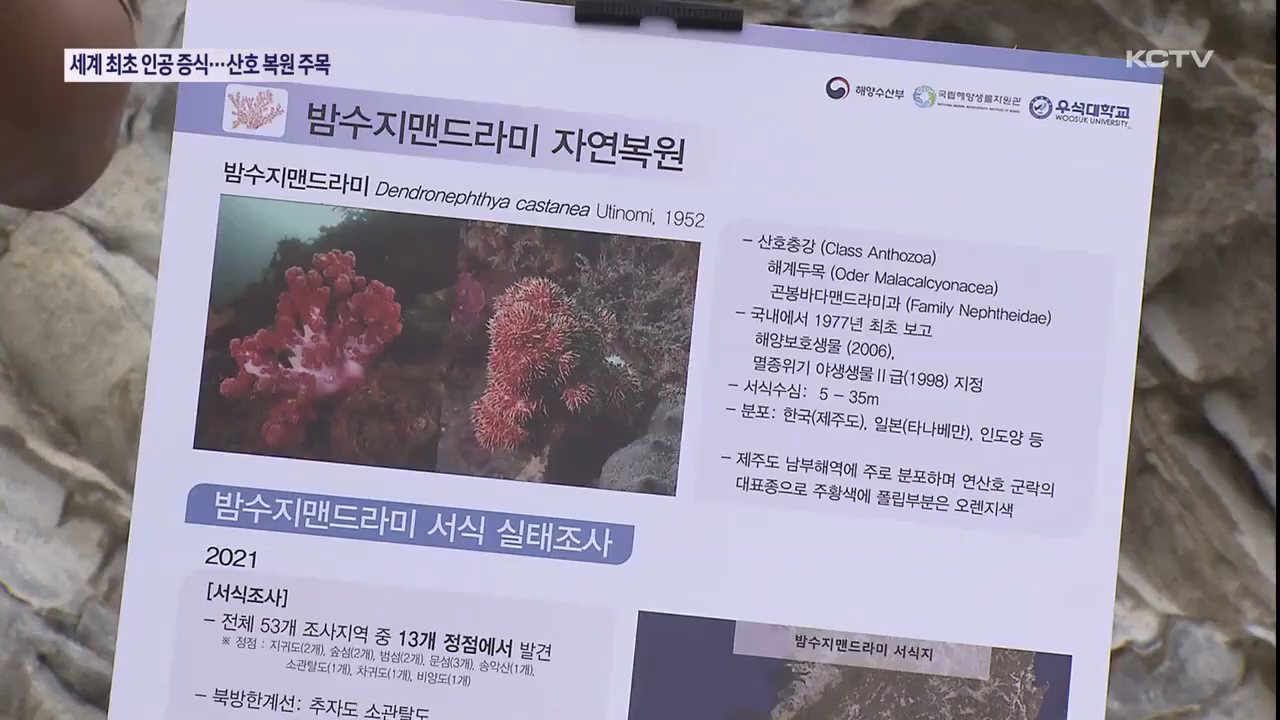 세계 최초 인공 증식…산호 복원 주목
KCTV
해양수산부
국립해양생물자원관
우석대학교
WOOSUK UNIVERSITY
밤수지맨드라미 자연복원
밤수지맨드라미 Dendronephthya castanea Utinomi, 1952
– 산호충강 (Class Anthozoa)
해계두목 (Oder Malacalcyonacea)
곤봉바다맨드라미과 (Family Nephtheidae)
– 국내에서 1977년 최초 보고
해양보호생물 (2006),
멸종위기 야생생물Ⅱ급(1998) 지정
– 서식수심: 5 – 35m
– 분포: 한국(제주도), 일본(타나베만), 인도양 등
– 제주도 남부해역에 주로 분포하며 연산호 군락의
대표종으로 주황색에 폴립부분은 오렌지색
밤수지맨드라미 서식 실태조사
2021
[서식조사]
– 전체 53개 조사지역 중 13개 정점에서 발견
※ 정점 : 지귀도(2개), 숲섬(2개), 범섬(2개), 문섬(3개), 송악산(1개),
소관탈도(1개), 차귀도(1개), 비양도(1개)
– 북방한계선: 추자도 소관탈도
밤수지맨드라미 서식지